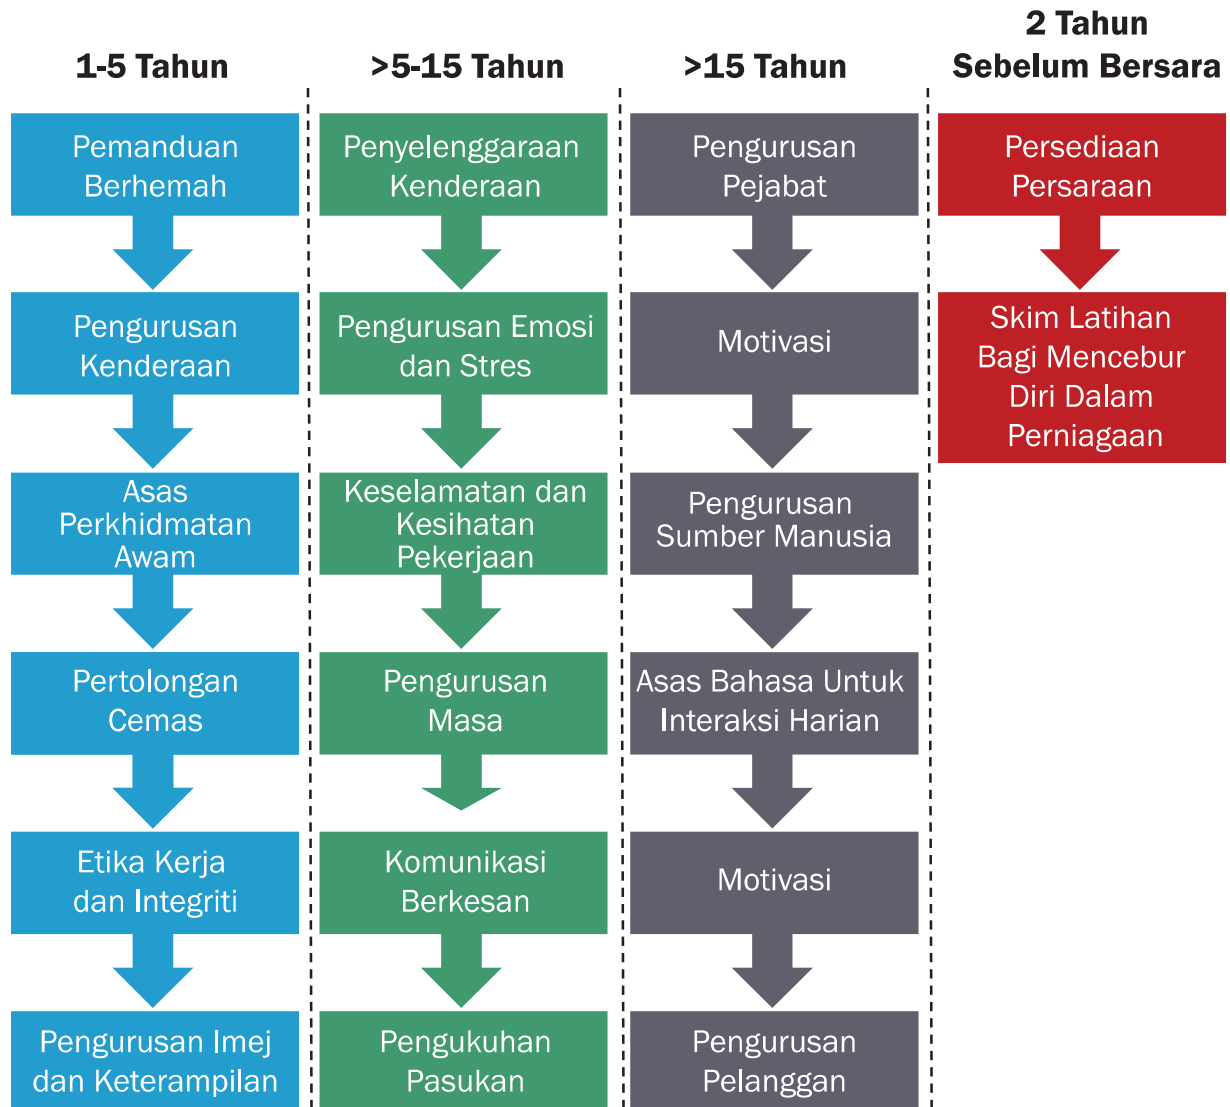 1-5 Tahun
>5-15 Tahun
>15 Tahun
2 Tahun
Sebelum Bersara
Pemanduan
Berhemah
Pengurusan
Kenderaan
Asas
Perkhidmatan
Awam
Pertolongan
Cemas
Etika Kerja
dan Integriti
Pengurusan Imej
dan Keterampilan
Penyelenggaraan
Kenderaan
Pengurusan Emosi
dan Stres
Keselamatan dan
Kesihatan
Pekerjaan
Pengurusan
Masa
Komunikasi
Berkesan
Pengukuhan
Pasukan
Pengurusan
Pejabat
Motivasi
Pengurusan
Sumber Manusia
Asas Bahasa Untuk
Interaksi Harian
Motivasi
Pengurusan
Pelanggan
Persediaan
Persaraan
Skim Latihan
Bagi Mencebur
Diri Dalam
Perniagaan